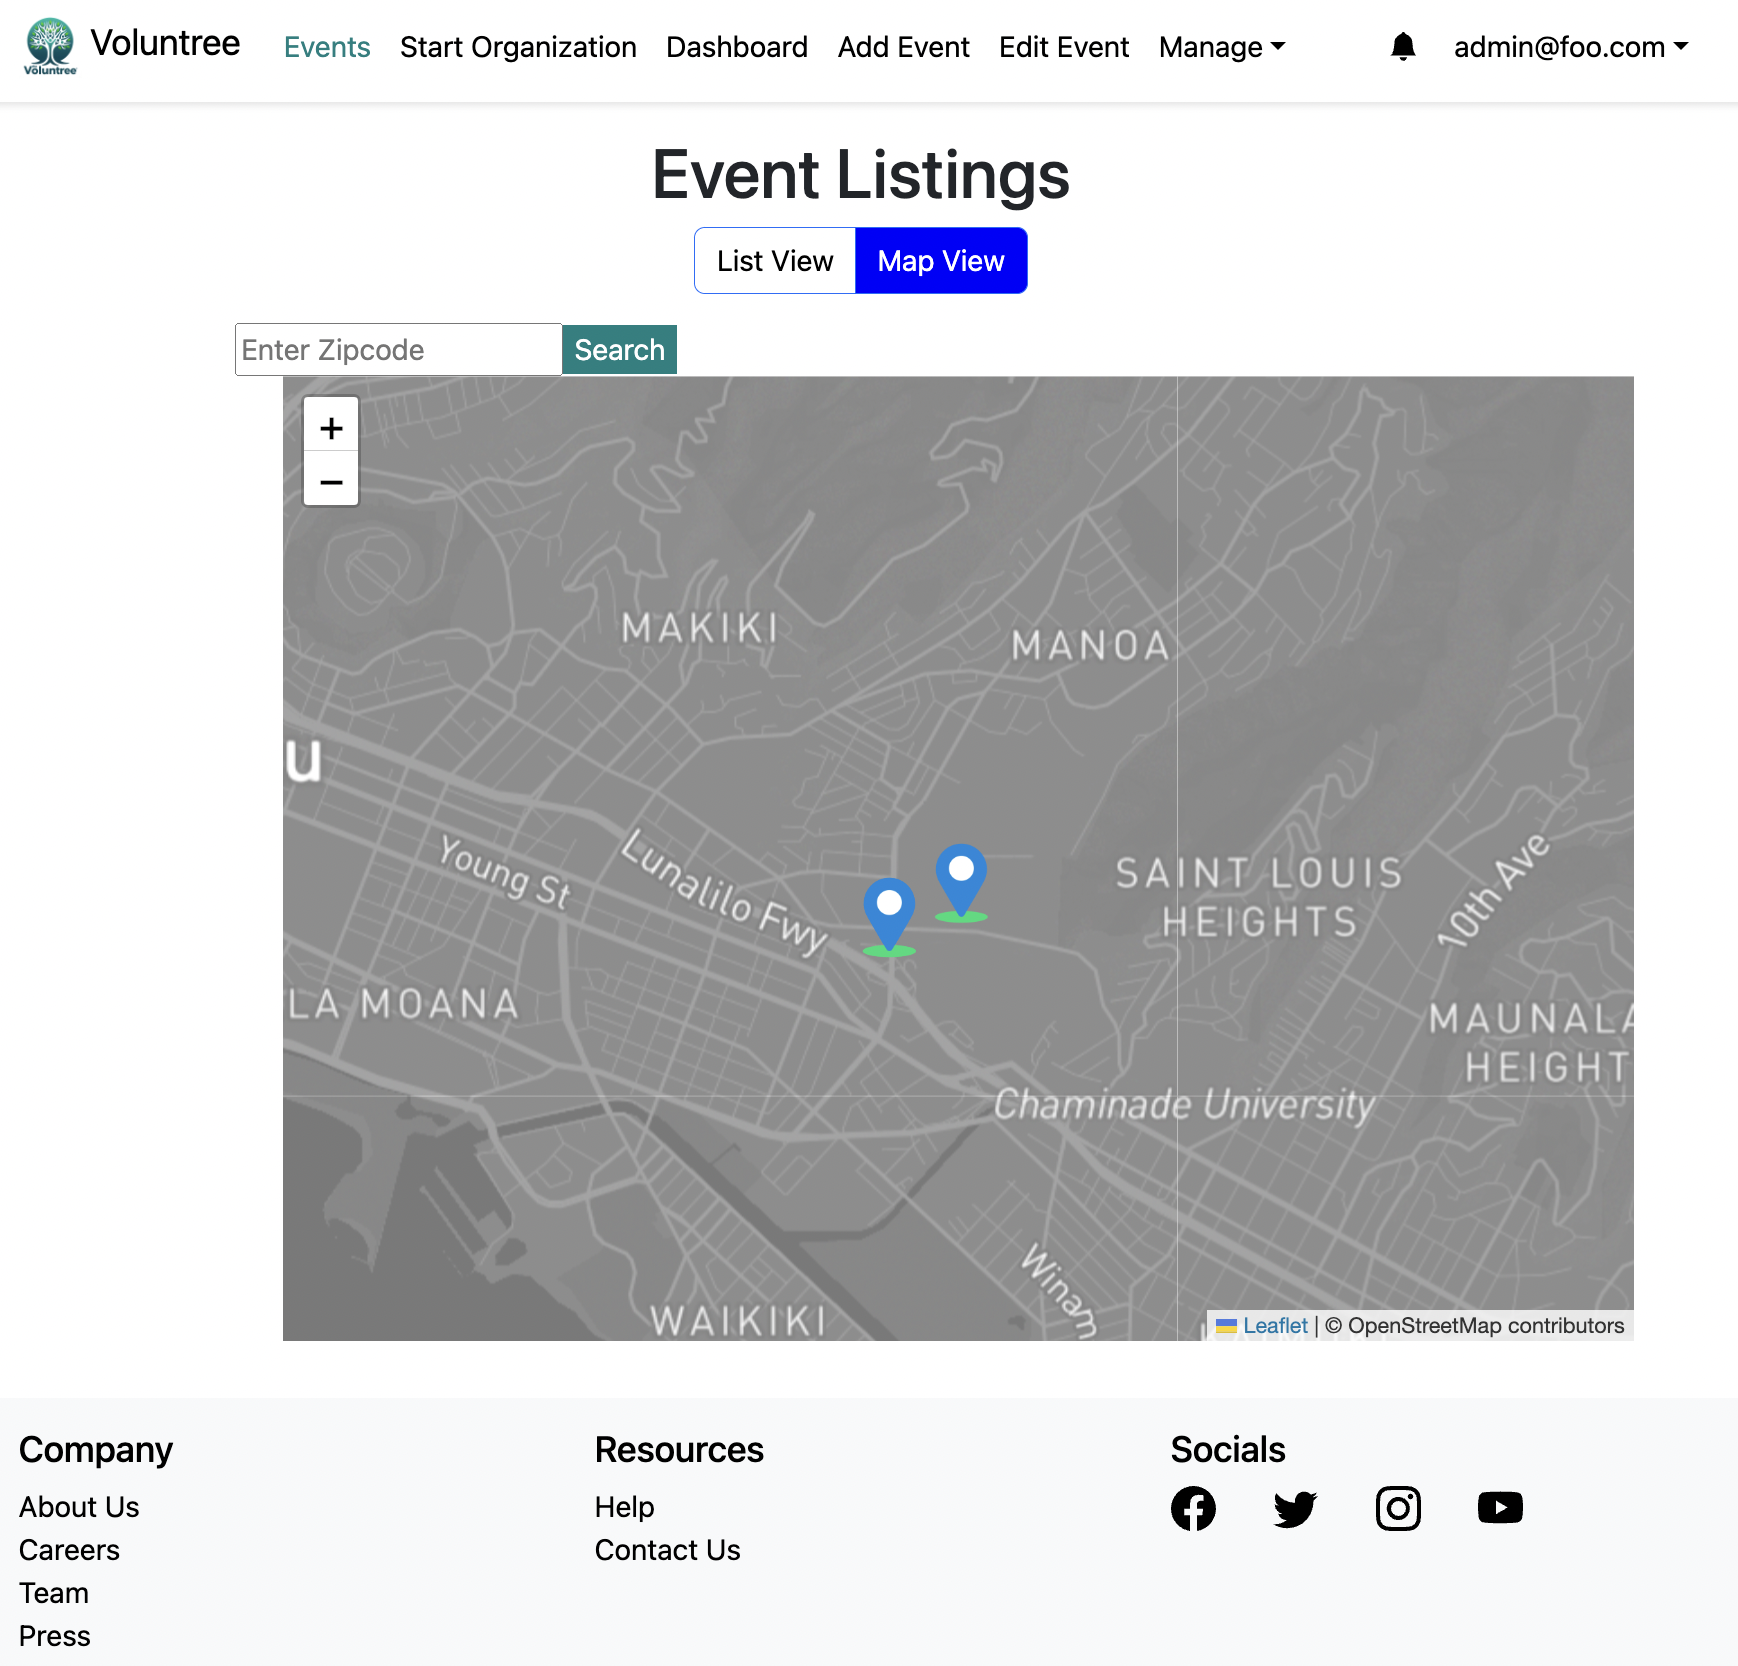 Voluntree
Voluntree
Events
Start Organization
Dashboard
Add Event
Edit Event
Manage
admin@foo.com
Event Listings
List View
Map View
Enter Zipcode
Search
+
−
MAKIKI
MANOA
u
Young St
Lunalilo Fwy
SAINT LOUIS
HEIGHTS
10th Ave
LA MOANA
MAUNALA
HEIGHT
Chaminade University
Winam
WAIKIKI
Leaflet | © OpenStreetMap contributors
Company
About Us
Careers
Team
Press
Resources
Help
Contact Us
Socials